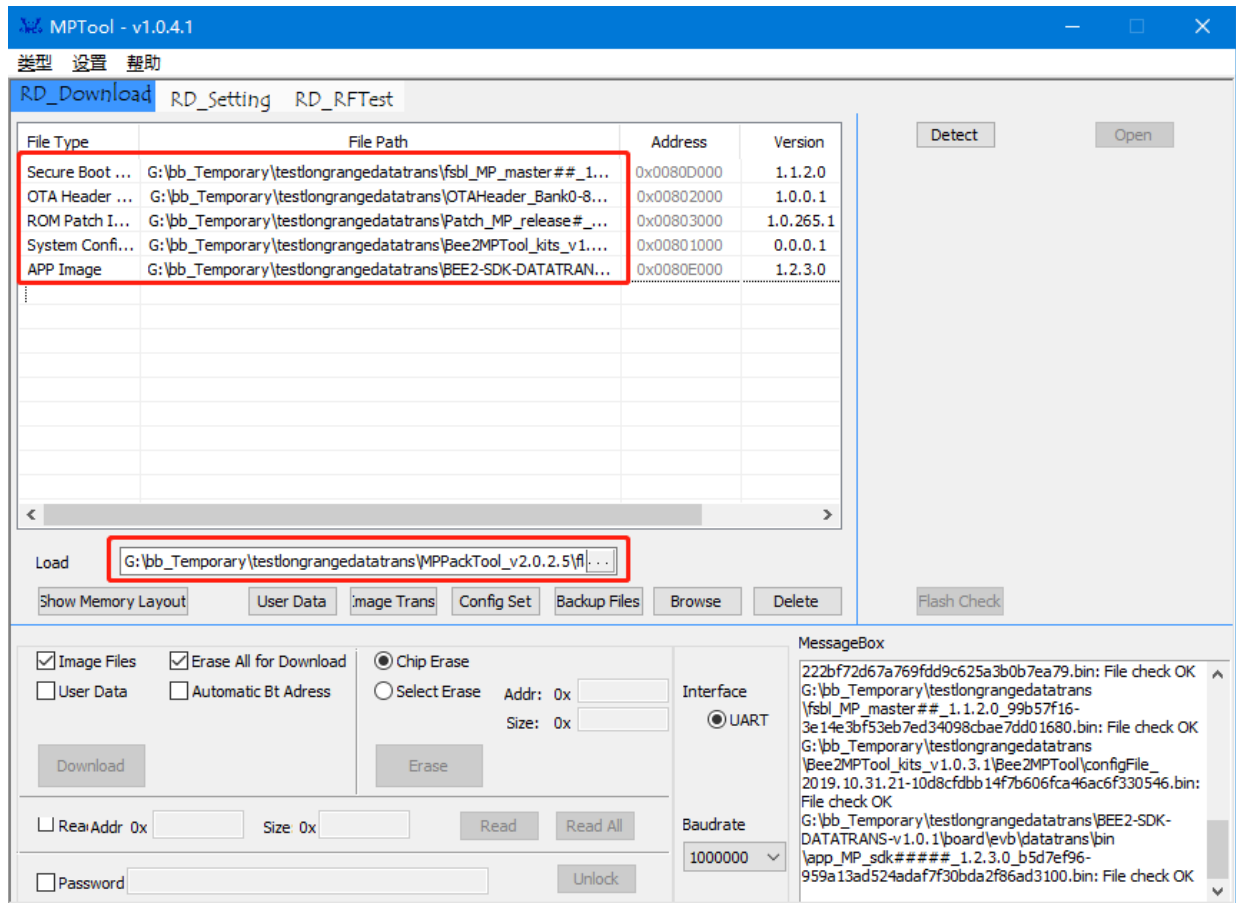 MPTool - v1.0.4.1
类型 设置 帮助
RD_Download RD_Setting RD_RFTest
File Type File Path Address Version
Secure Boot ... G:\bb_Temporary\testlongrangedatatrans\fsbl_MP_master##_1... 0x0080D000 1.1.2.0
OTA Header ... G:\bb_Temporary\testlongrangedatatrans\OTAHeader_Bank0-8... 0x00802000 1.0.0.1
ROM Patch I... G:\bb_Temporary\testlongrangedatatrans\Patch_MP_release#_... 0x00803000 1.0.265.1
System Confi... G:\bb_Temporary\testlongrangedatatrans\Bee2MPTool_kits_v1.... 0x00801000 0.0.0.1
APP Image G:\bb_Temporary\testlongrangedatatrans\BEE2-SDK-DATATRAN... 0x0080E000 1.2.3.0
Detect Open
Load G:\bb_Temporary\testlongrangedatatrans\MPPackTool_v2.0.2.5\fl ...
Show Memory Layout User Data Image Trans Config Set Backup Files Browse Delete Flash Check
Image Files Erase All for Download Chip Erase
User Data Automatic Bt Adress Select Erase Addr: 0x
Size: 0x
Download Erase
Interface
UART
Read Addr 0x Size 0x Read Read All
Baudrate
1000000
Password Unlock
MessageBox
222bf72d67a769fdd9c625a3b0b7ea79.bin: File check OK
G:\bb_Temporary\testlongrangedatatrans
\fsbl_MP_master##_1.1.2.0_99b57f16-
3e14e3bf53eb7ed34098cbae7dd01680.bin: File check OK
G:\bb_Temporary\testlongrangedatatrans
\Bee2MPTool_kits_v1.0.3.1\Bee2MPTool\configFile_
2019.10.31.21-10d8cfdbb14f7b606fca46ac6f330546.bin:
File check OK
G:\bb_Temporary\testlongrangedatatrans\BEE2-SDK-
DATATRANS-v1.0.1\board\evb\datatrans\bin
\app_MP_sdk#####_1.2.3.0_b5d7ef96-
959a13ad524adaf7f30bda2f86ad3100.bin: File check OK